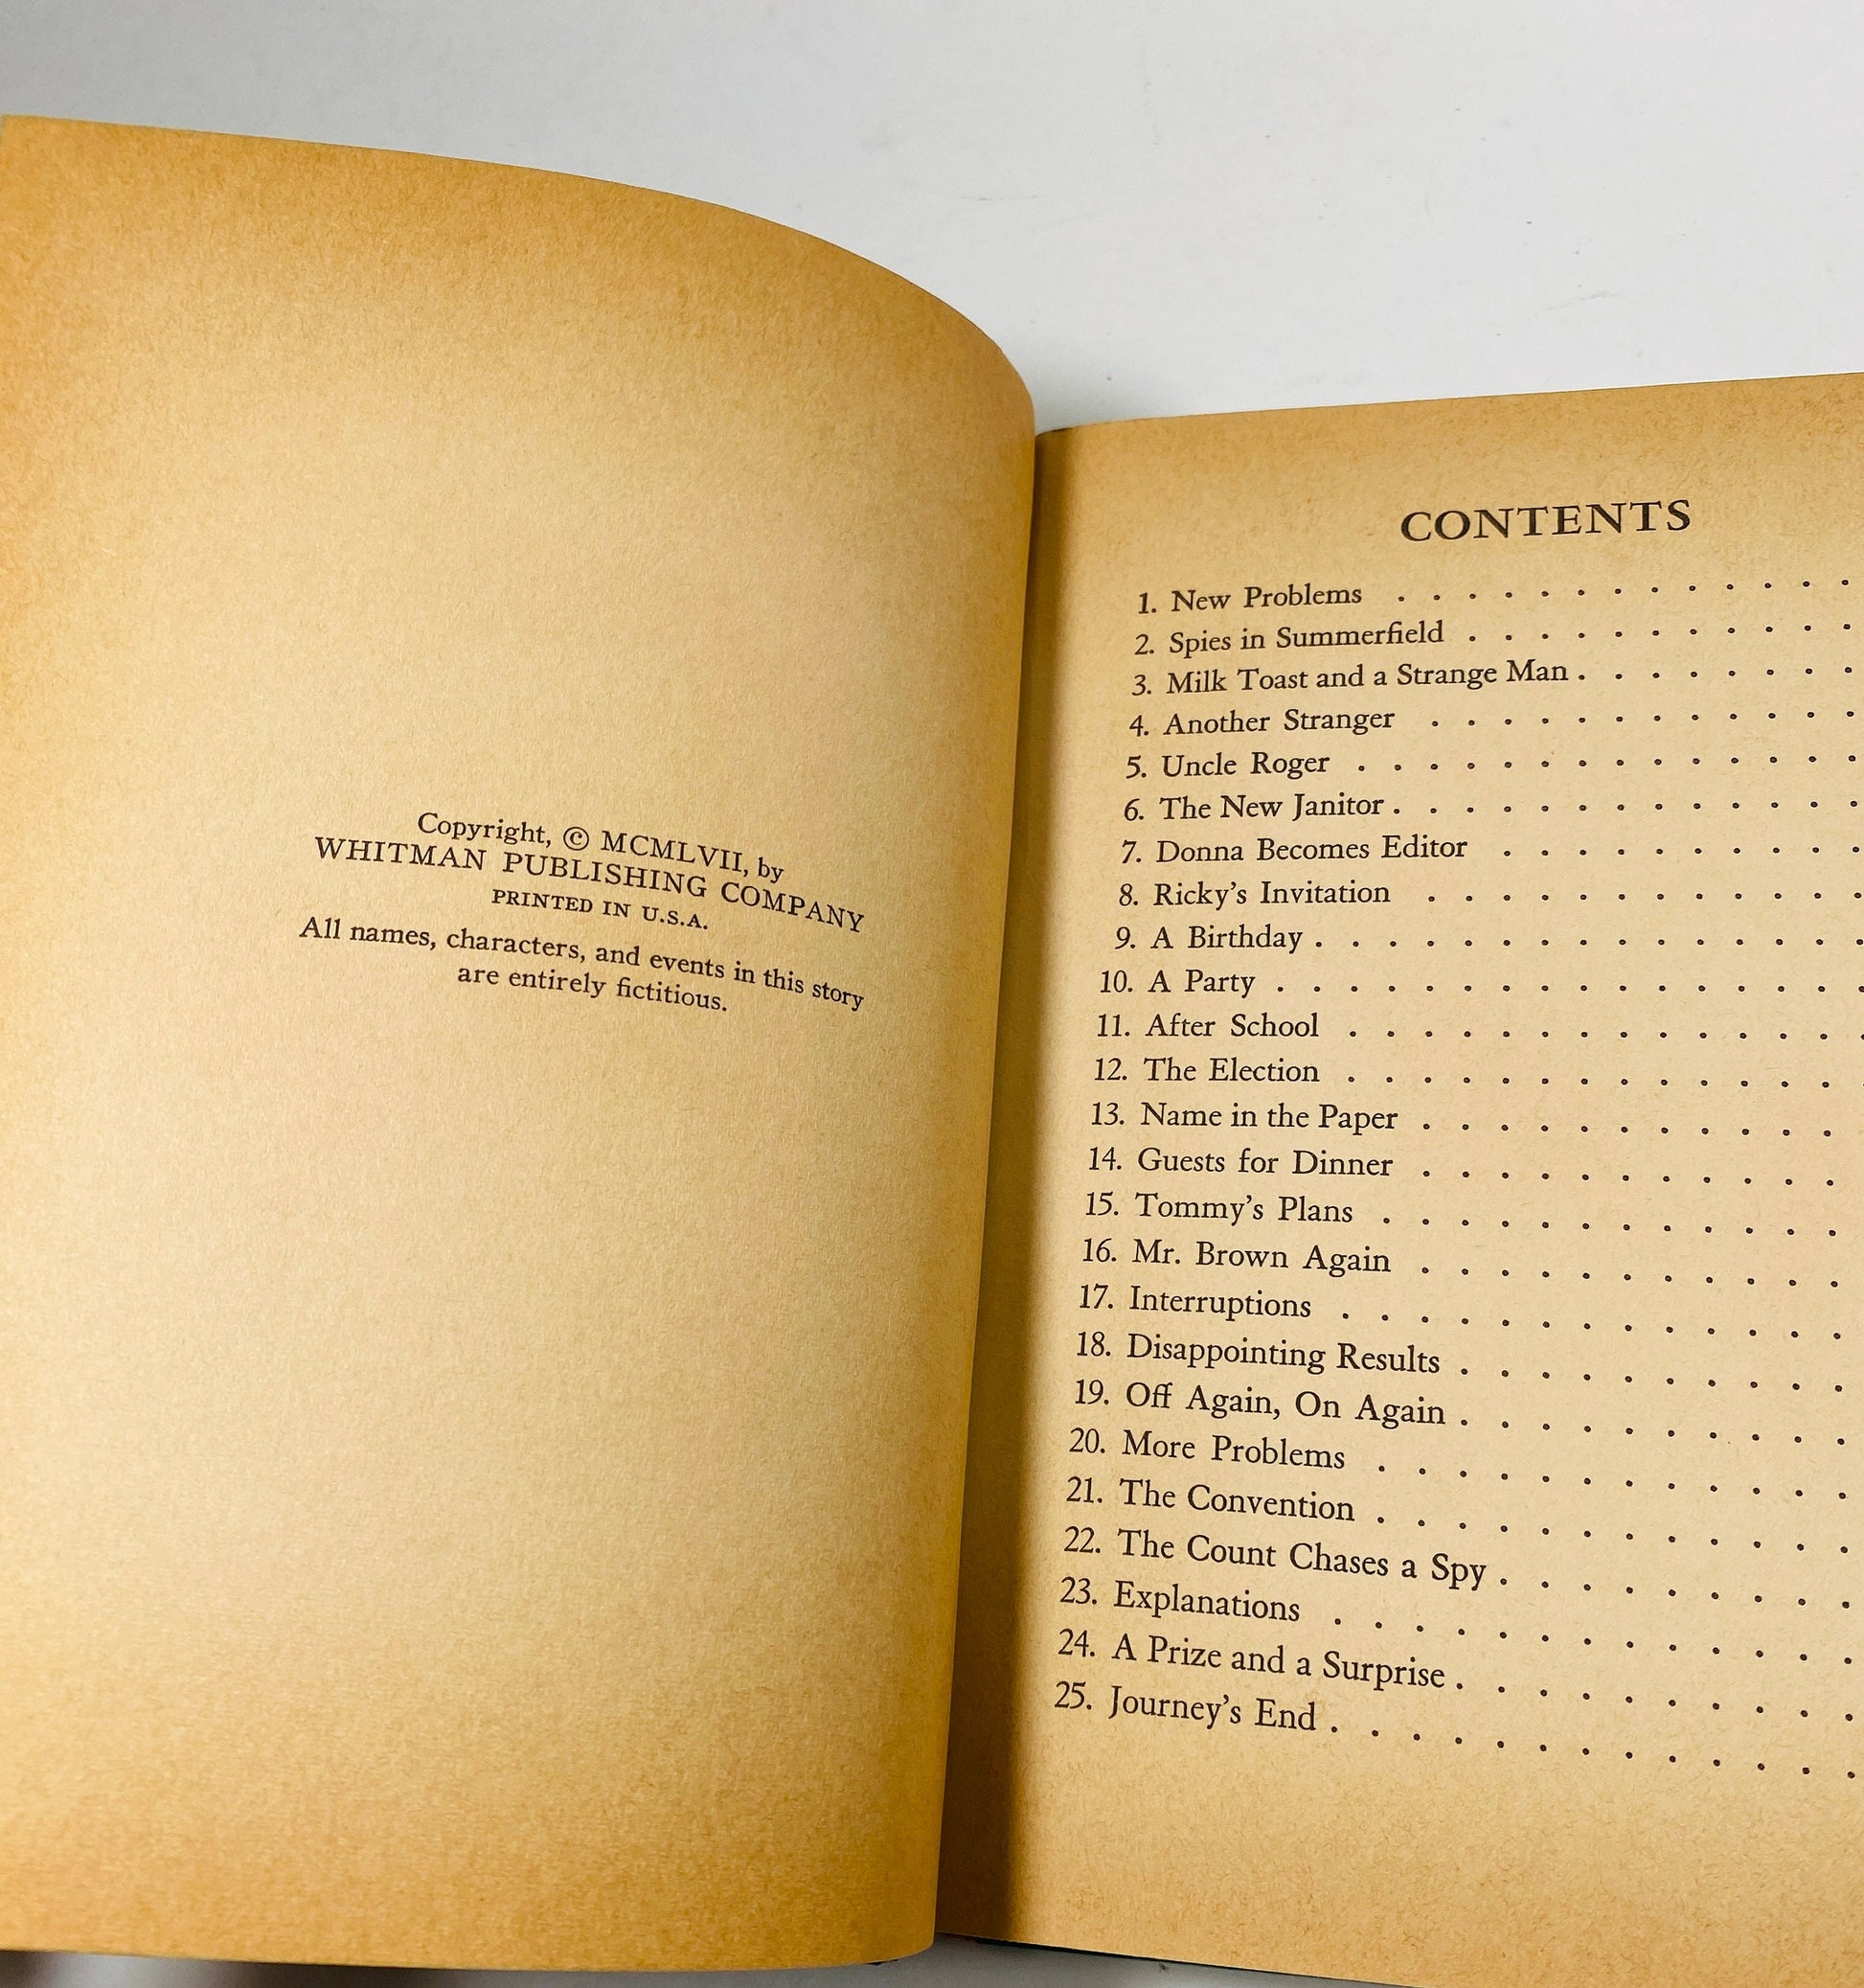 Copyright, © MCMLVII, by
WHITMAN PUBLISHING COMPANY
PRINTED IN U.S.A.
All names, characters, and events in this story
are entirely fictitious.
CONTENTS
1. New Problems . . . . . . . . . . . . .
2. Spies in Summerfield . . . . . . . . . . .
3. Milk Toast and a Strange Man . . . . . . . .
4. Another Stranger . . . . . . . . . . . .
5. Uncle Roger . . . . . . . . . . . . . .
6. The New Janitor . . . . . . . . . . . . .
7. Donna Becomes Editor . . . . . . . . . .
8. Ricky's Invitation . . . . . . . . . . . .
9. A Birthday . . . . . . . . . . . . . . .
10. A Party . . . . . . . . . . . . . . . .
11. After School . . . . . . . . . . . . . .
12. The Election . . . . . . . . . . . . .
13. Name in the Paper . . . . . . . . . . .
14. Guests for Dinner . . . . . . . . . . .
15. Tommy's Plans . . . . . . . . . . . .
16. Mr. Brown Again . . . . . . . . . . .
17. Interruptions . . . . . . . . . . . . .
18. Disappointing Results . . . . . . . . . .
19. Off Again, On Again . . . . . . . . . .
20. More Problems . . . . . . . . . . . .
21. The Convention . . . . . . . . . . . .
22. The Count Chases a Spy . . . . . . . . .
23. Explanations . . . . . . . . . . . . .
24. A Prize and a Surprise . . . . . . . . . .
25. Journey's End . . . . . . . . . . . . .